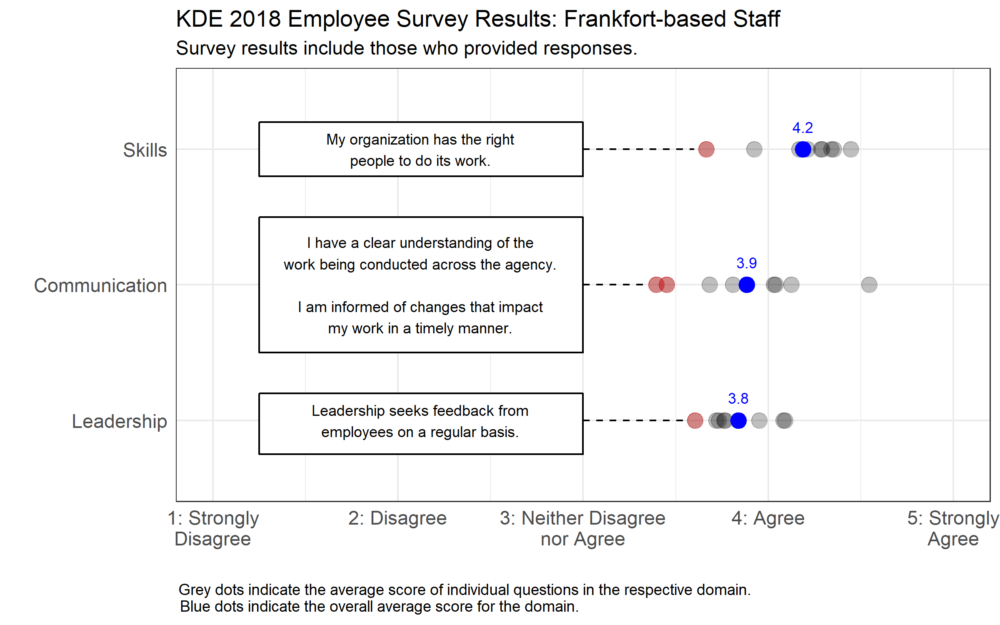 KDE 2018 Employee Survey Results: Frankfort-based Staff
Survey results include those who provided responses.
Skills
My organization has the right
people to do its work.
4.2
Communication
I have a clear understanding of the
work being conducted across the agency.
I am informed of changes that impact
my work in a timely manner.
3.9
Leadership
Leadership seeks feedback from
employees on a regular basis.
3.8
1: Strongly
Disagree
2: Disagree
3: Neither Disagree
nor Agree
4: Agree
5: Strongly
Agree
Grey dots indicate the average score of individual questions in the respective domain.
Blue dots indicate the overall average score for the domain.